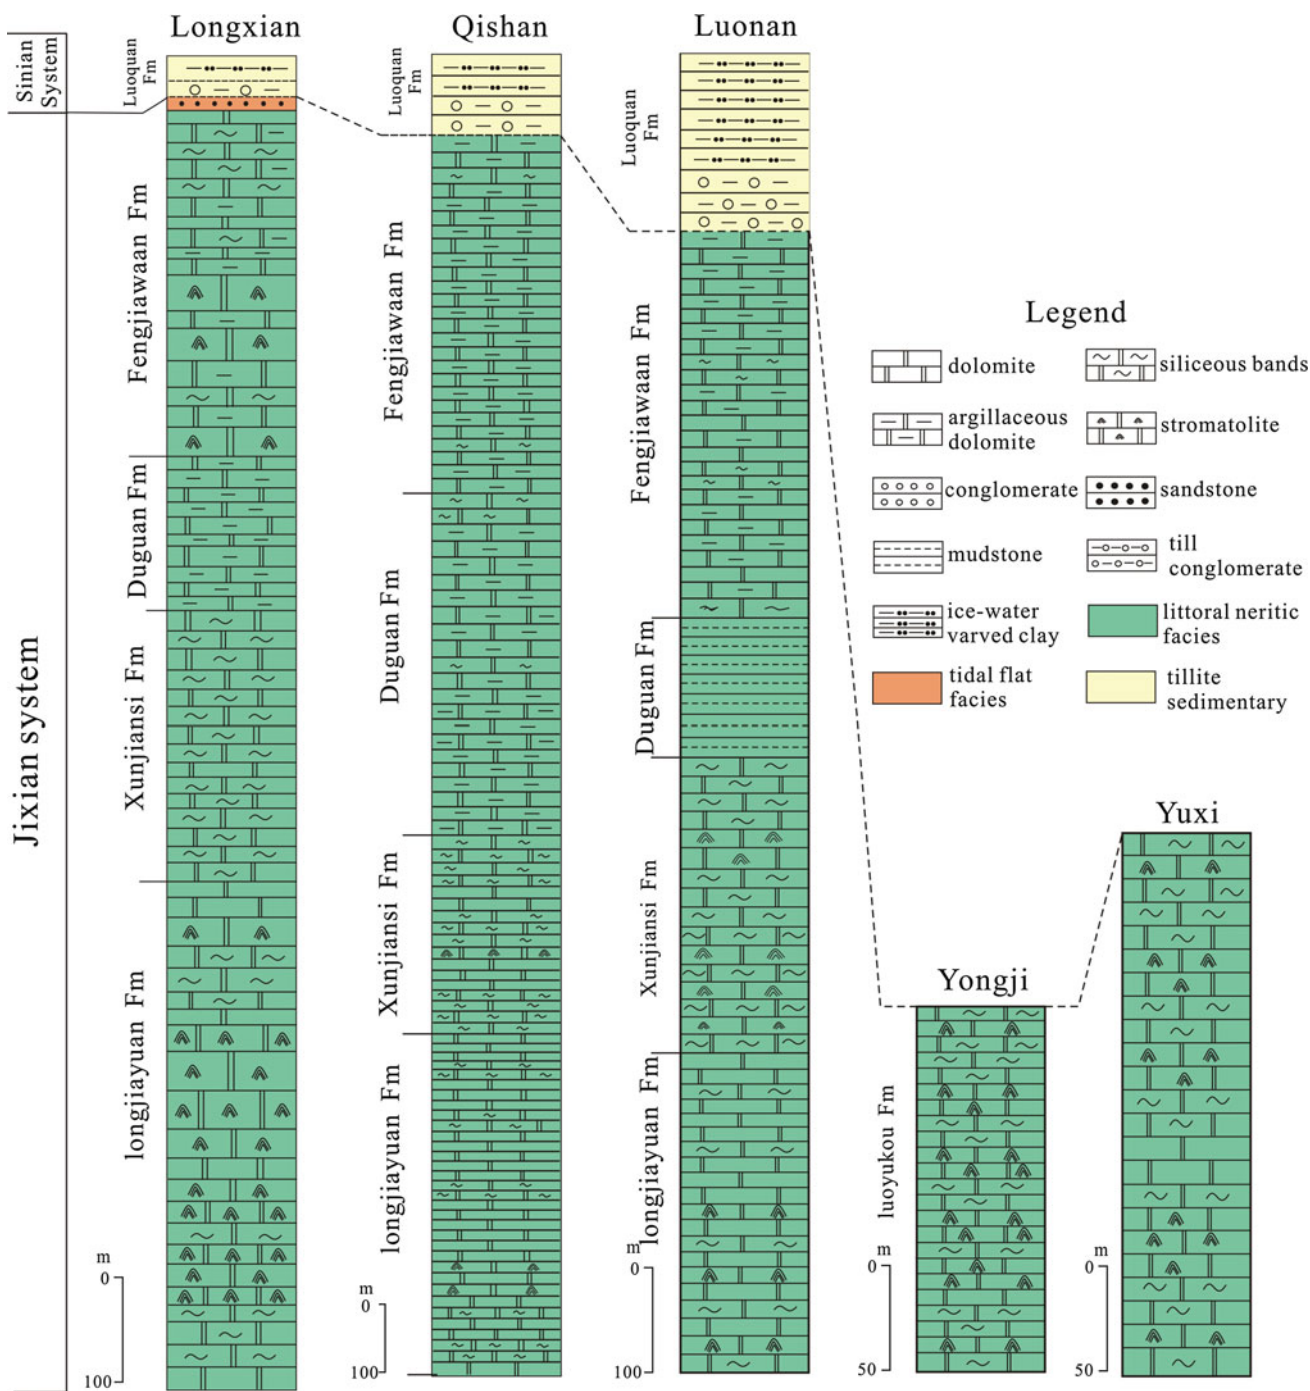 Longxian
Qishan
Luonan
Sinian
System
Luoquan
Fm
Luoquan
Fm
Luoquan
Fm
Jixian system
Fengjiawaan Fm
Duguan Fm
Xunjiansi Fm
longjiayuan Fm
m
0
100
Fengjiawaan Fm
Duguan Fm
Xunjiansi Fm
longjiayuan Fm
m
0
100
Fengjiawaan Fm
Duguan Fm
Xunjiansi Fm
longjiayuan Fm
m
0
100
Legend
dolomite
siliceous bands
argillaceous
dolomite
stromatolite
conglomerate
sandstone
mudstone
till
conglomerate
ice-water
varved clay
littoral neritic
facies
tidal flat
facies
tillite
sedimentary
Yongji
luoyukou Fm
m
0
50
Yuxi
m
0
50